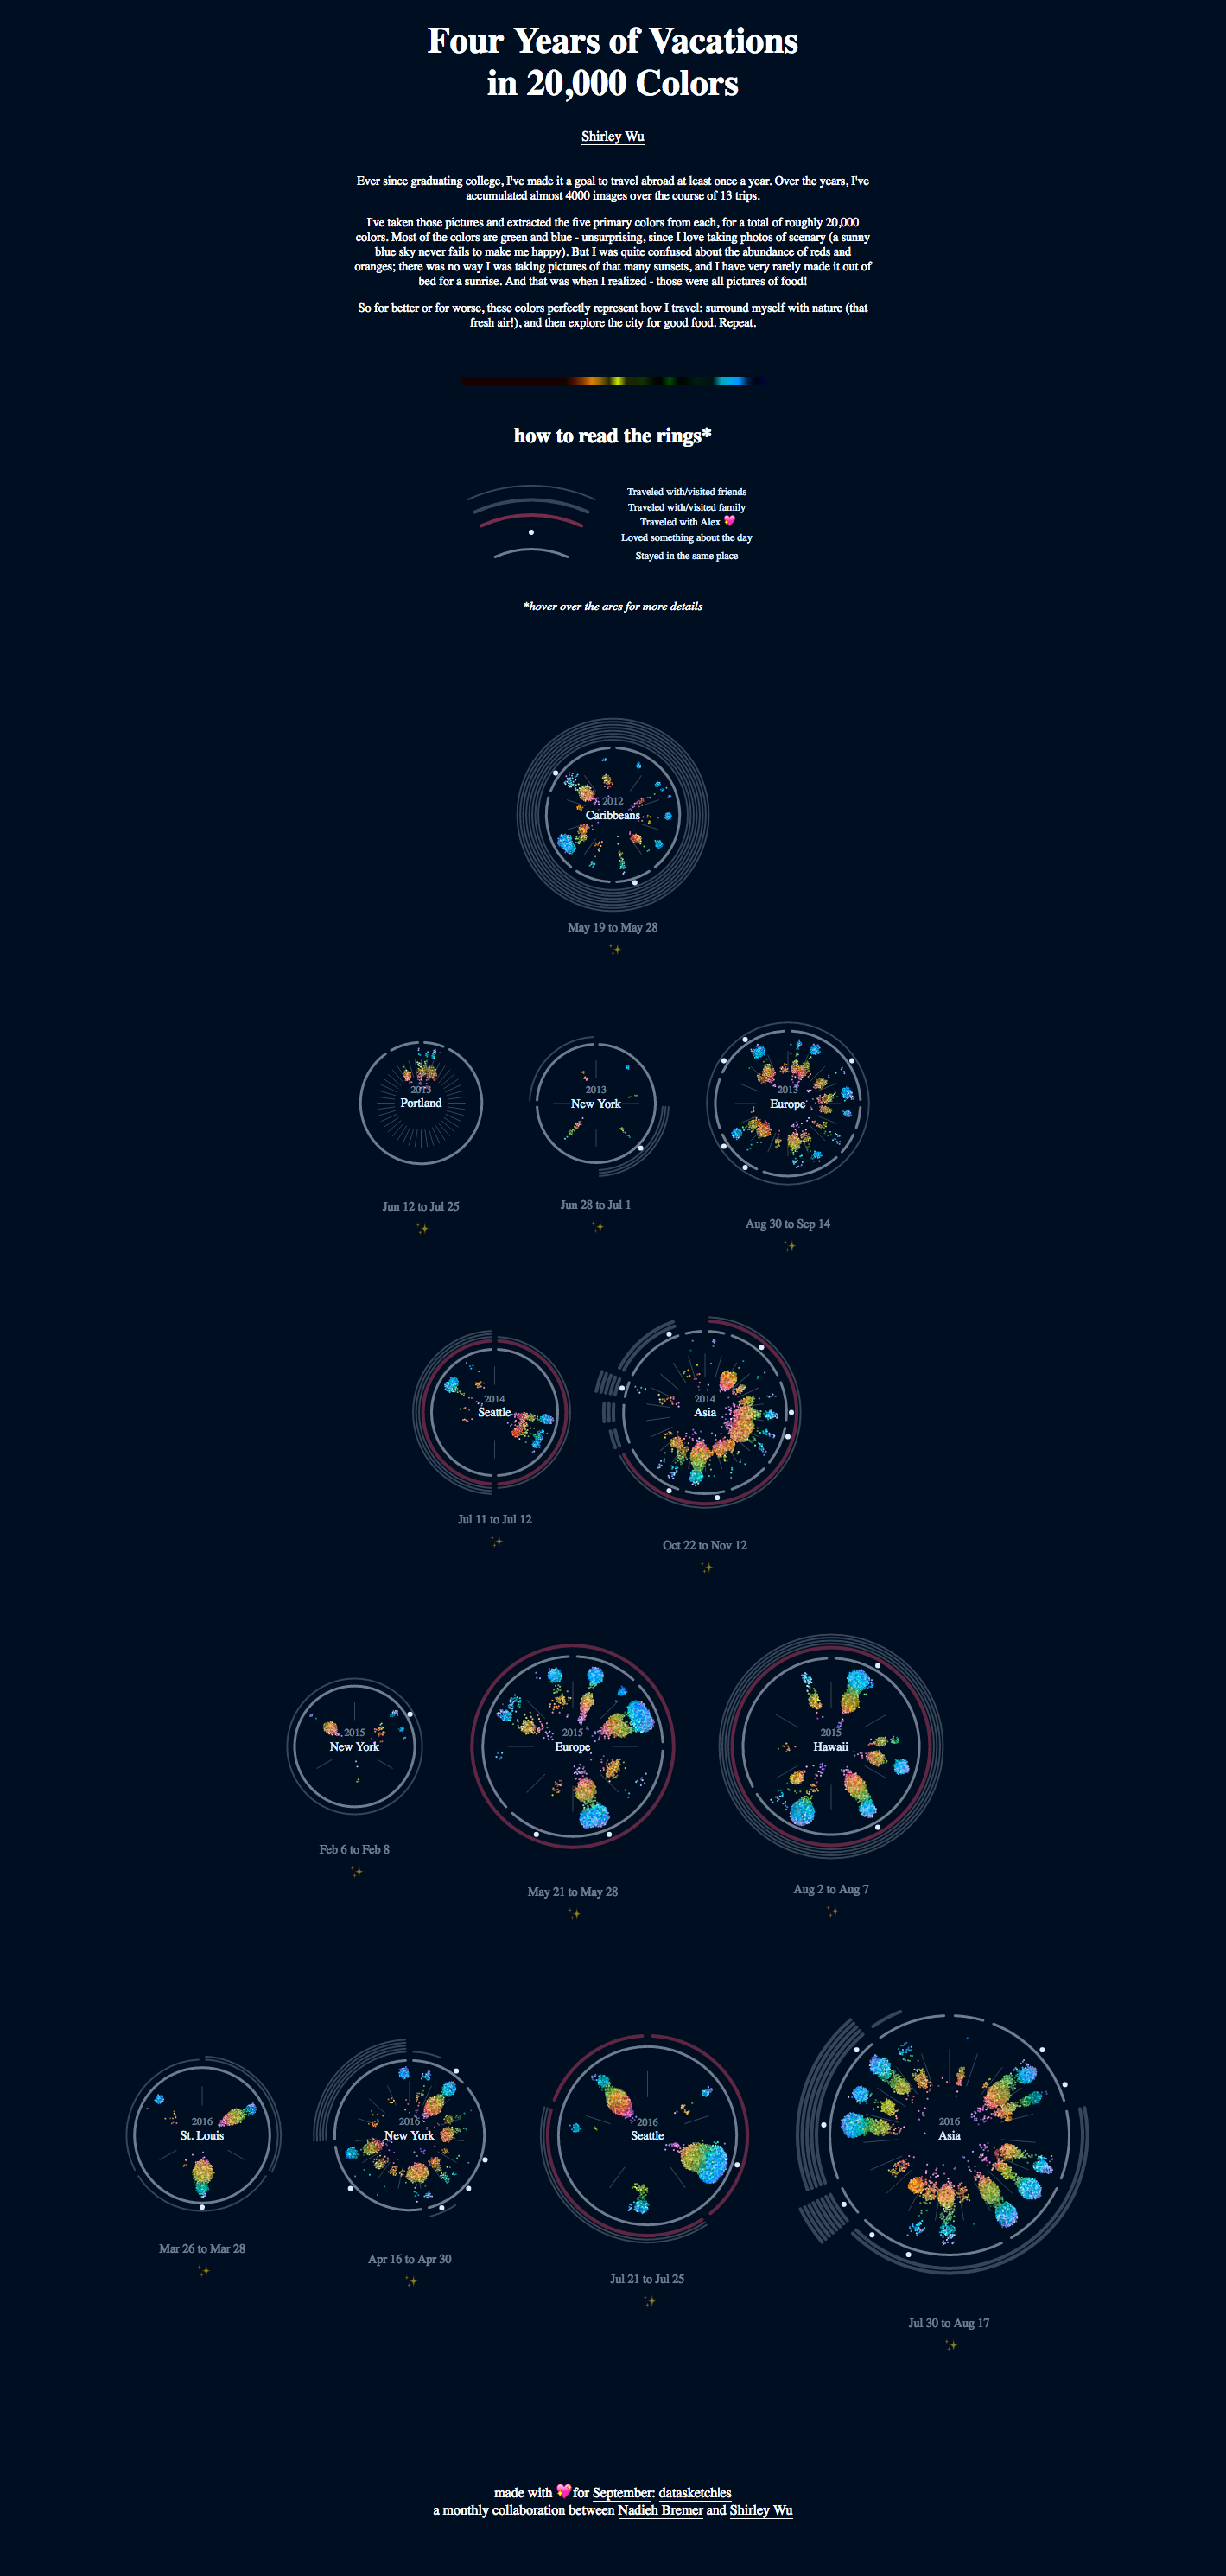 Four Years of Vacations
in 20,000 Colors
Shirley Wu
Ever since graduating college, I've made it a goal to travel abroad at least once a year. Over the years, I've
accumulated almost 4000 images over the course of 13 trips.
I've taken those pictures and extracted the five primary colors from each, for a total of roughly 20,000
colors. Most of the colors are green and blue - unsurprising, since I love taking photos of scenary (a sunny
blue sky never fails to make me happy). But I was quite confused about the abundance of reds and
oranges; there was no way I was taking pictures of that many sunsets, and I have very rarely made it out of
bed for a sunrise. And that was when I realized - those were all pictures of food!
So for better or for worse, these colors perfectly represent how I travel: surround myself with nature (that
fresh air!), and then explore the city for good food. Repeat.
how to read the rings*
Traveled with/visited friends
Traveled with/visited family
Traveled with Alex 💖
Loved something about the day
Stayed in the same place
*hover over the arcs for more details
2012
Caribbeans
May 19 to May 28
2013
Portland
Jun 12 to Jul 25
2013
New York
Jun 28 to Jul 1
2013
Europe
Aug 30 to Sep 14
2014
Seattle
Jul 11 to Jul 12
2014
Asia
Oct 22 to Nov 12
2015
New York
Feb 6 to Feb 8
2015
Europe
May 21 to May 28
2015
Hawaii
Aug 2 to Aug 7
2016
St. Louis
Mar 26 to Mar 28
2016
New York
Apr 16 to Apr 30
2016
Seattle
Jul 21 to Jul 25
2016
Asia
Jul 30 to Aug 17
made with 💖 for September: datasketch|es
a monthly collaboration between Nadieh Bremer and Shirley Wu